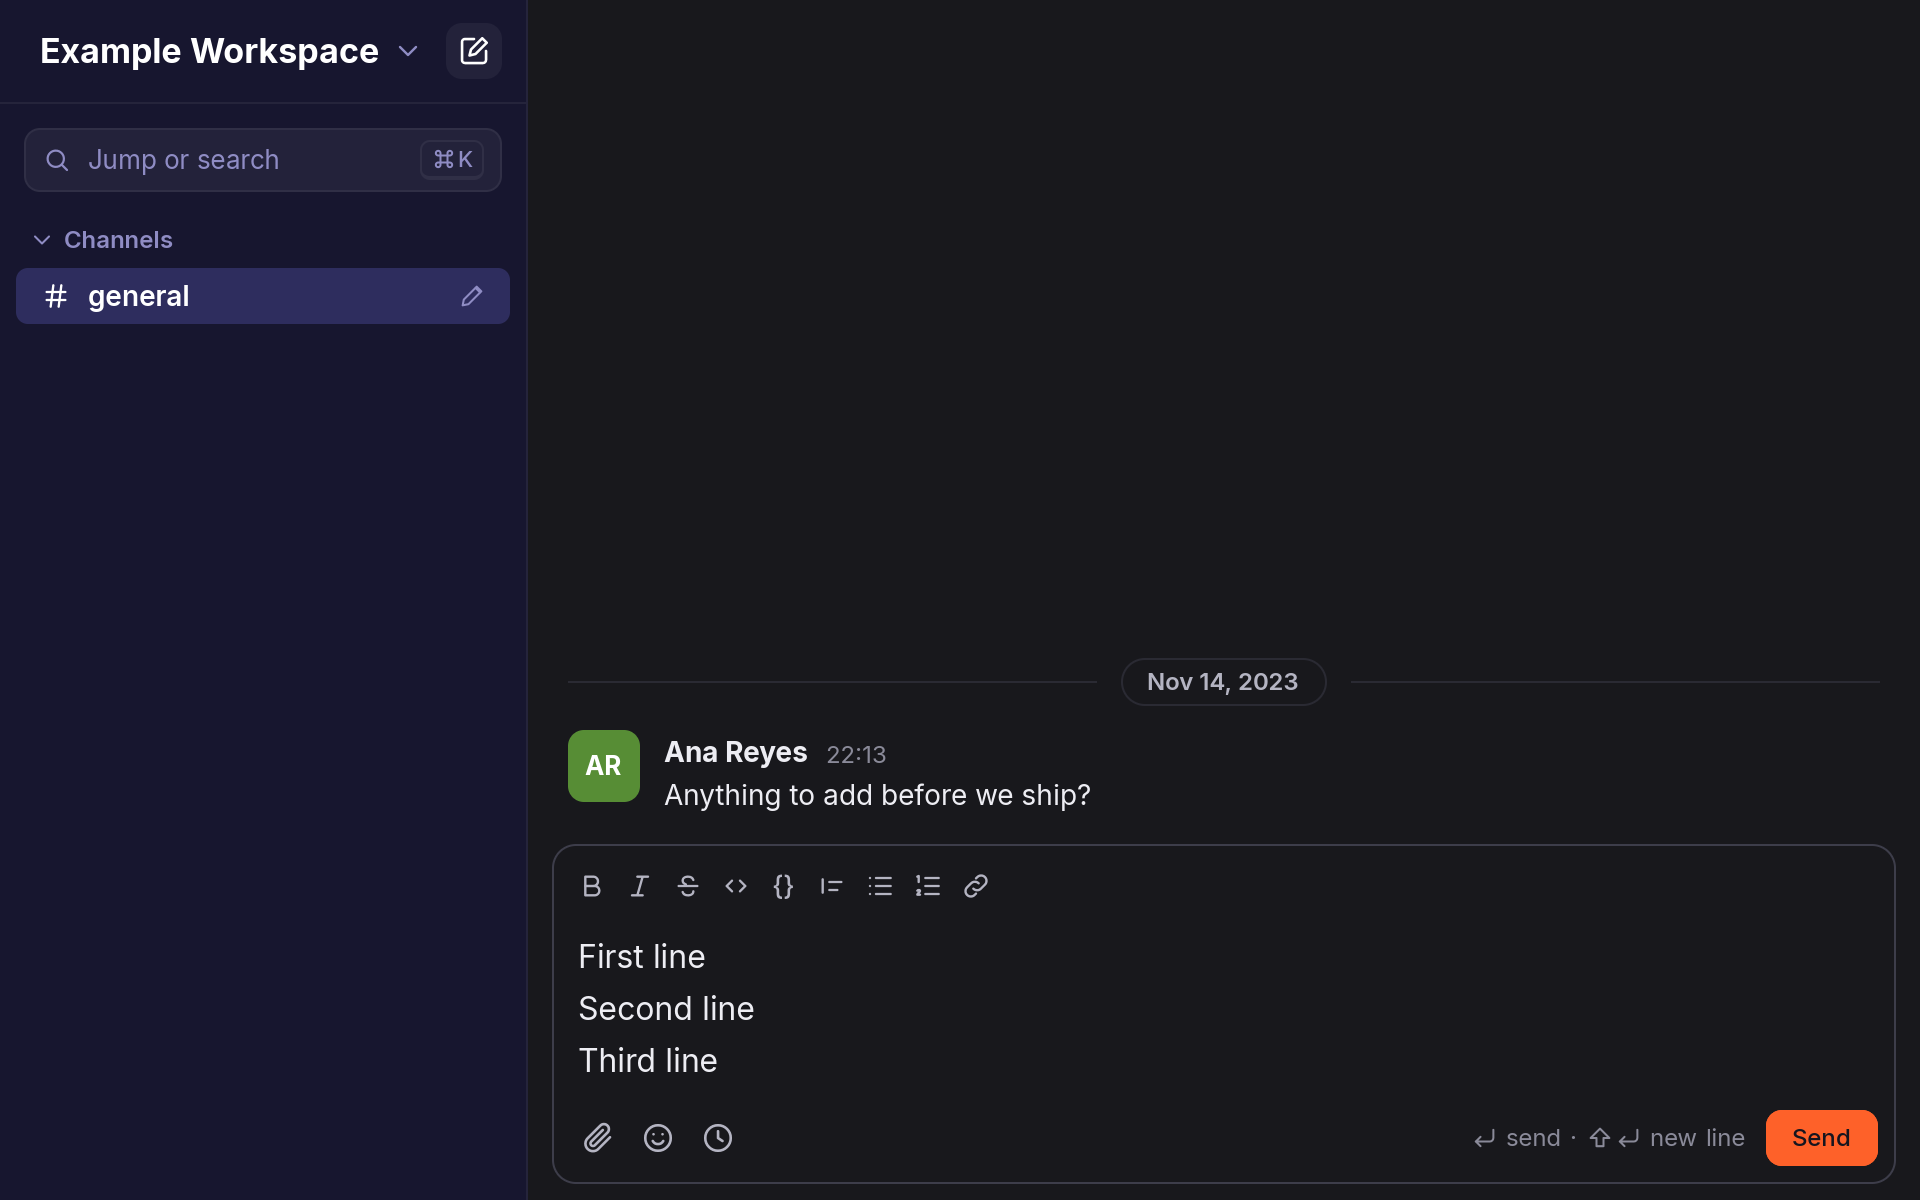 Example Workspace
Jump or search
⌘K
Channels
# general
Nov 14, 2023
AR
Ana Reyes 22:13
Anything to add before we ship?
First line
Second line
Third line
send · new line
Send